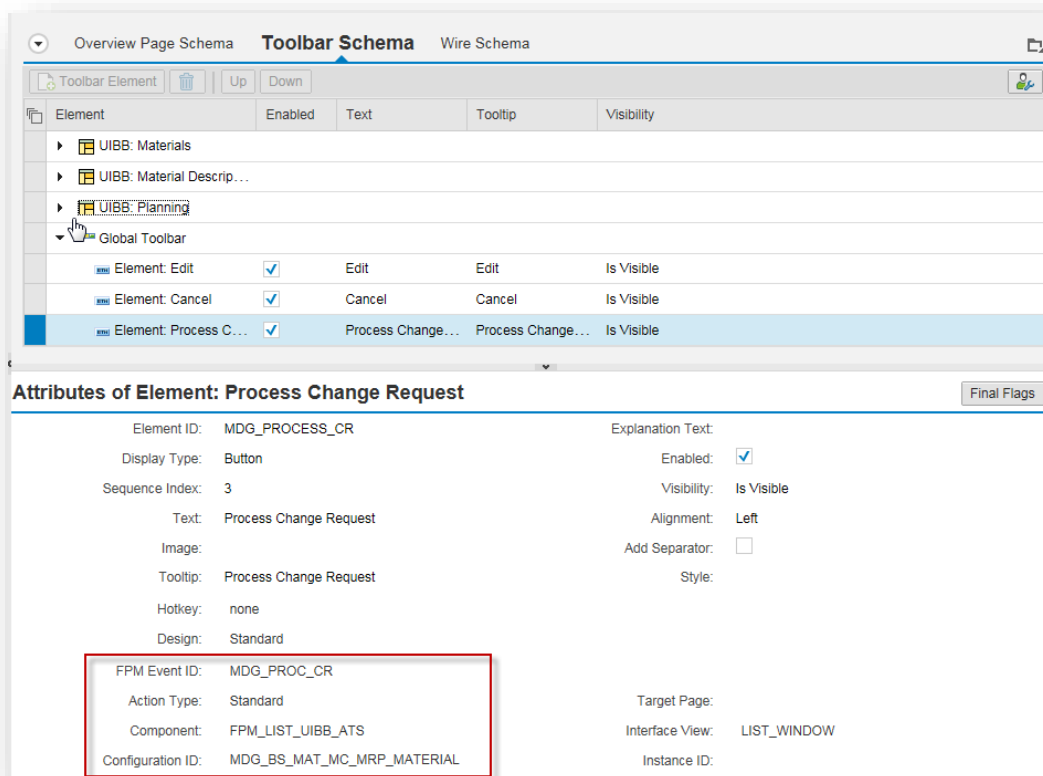 Overview Page Schema Toolbar Schema Wire Schema
Toolbar Element Up Down
Element Enabled Text Tooltip Visibility
UIBB: Materials
UIBB: Material Descrip...
UIBB: Planning
Global Toolbar
Element: Edit Edit Edit Is Visible
Element: Cancel Cancel Cancel Is Visible
Element: Process C... Process Change... Process Change... Is Visible
Attributes of Element: Process Change Request Final Flags
Element ID: MDG_PROCESS_CR Explanation Text:
Display Type: Button Enabled:
Sequence Index: 3 Visibility: Is Visible
Text: Process Change Request Alignment: Left
Image: Add Separator:
Tooltip: Process Change Request Style:
Hotkey: none
Design: Standard
FPM Event ID: MDG_PROC_CR
Action Type: Standard Target Page:
Component: FPM_LIST_UIBB_ATS Interface View: LIST_WINDOW
Configuration ID: MDG_BS_MAT_MC_MRP_MATERIAL Instance ID: